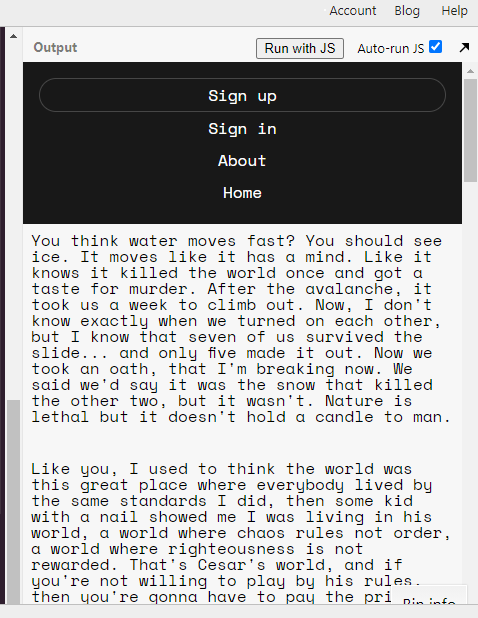 Account Blog Help
Output Run with JS Auto-run JS
Sign up
Sign in
About
Home
You think water moves fast? You should see
ice. It moves like it has a mind. Like it
knows it killed the world once and got a
taste for murder. After the avalanche, it
took us a week to climb out. Now, I don't
know exactly when we turned on each other,
but I know that seven of us survived the
slide... and only five made it out. Now we
took an oath, that I'm breaking now. We
said we'd say it was the snow that killed
the other two, but it wasn't. Nature is
lethal but it doesn't hold a candle to man.
Like you, I used to think the world was
this great place where everybody lived by
the same standards I did, then some kid
with a nail showed me I was living in his
world, a world where chaos rules not order,
a world where righteousness is not
rewarded. That's Cesar's world, and if
you're not willing to play by his rules,
then you're gonna have to pay the pri
Bin info